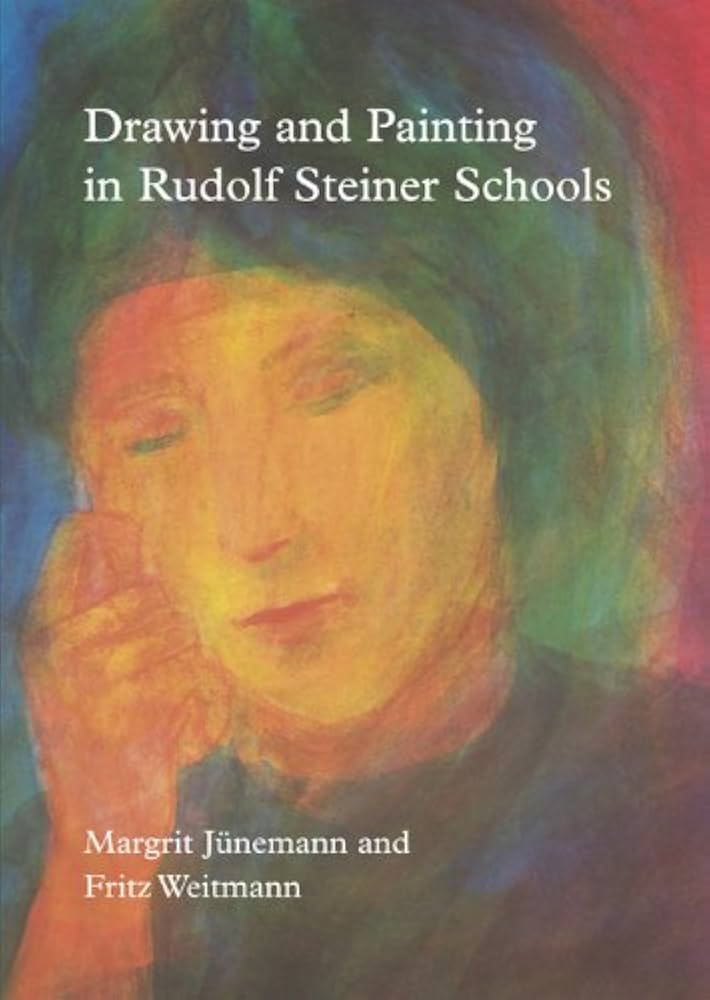 Drawing and Painting
in Rudolf Steiner Schools
Margrit Jünemann and
Fritz Weitmann